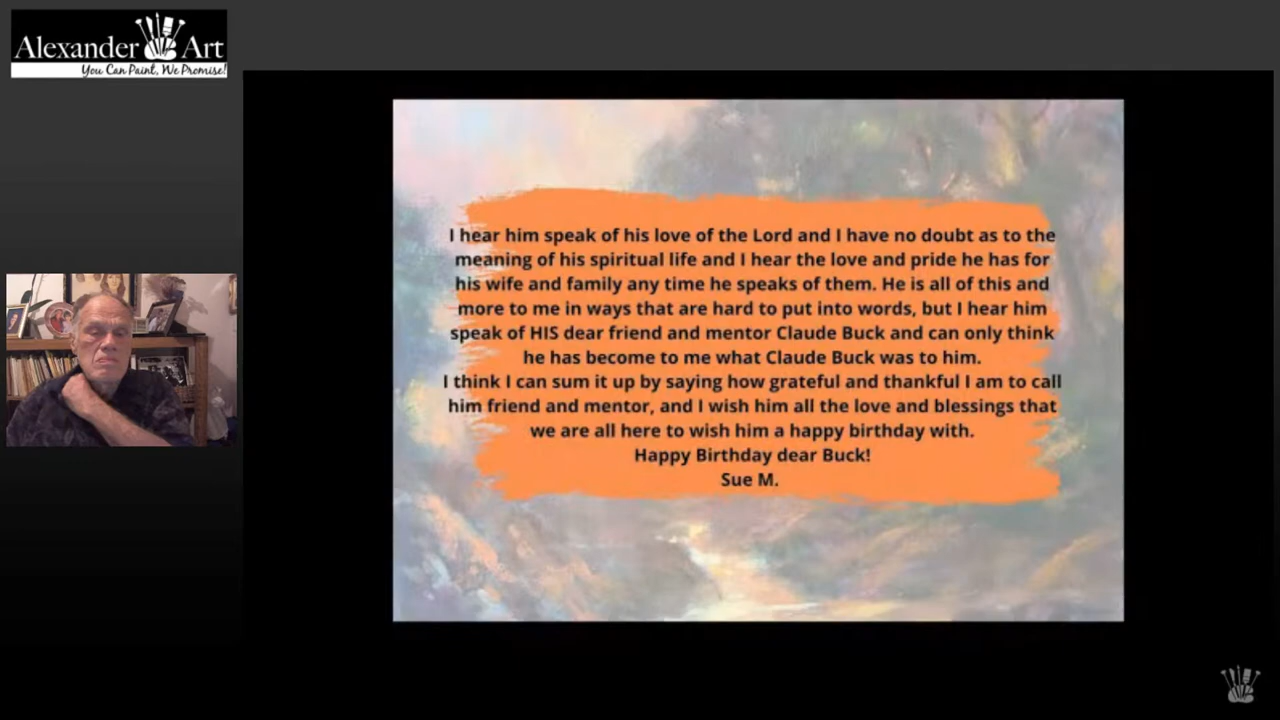 Alexander Art
You Can Paint, We Promise!
I hear him speak of his love of the Lord and I have no doubt as to the
meaning of his spiritual life and I hear the love and pride he has for
his wife and family any time he speaks of them. He is all of this and
more to me in ways that are hard to put into words, but I hear him
speak of HIS dear friend and mentor Claude Buck and can only think
he has become to me what Claude Buck was to him.
I think I can sum it up by saying how grateful and thankful I am to call
him friend and mentor, and I wish him all the love and blessings that
we are all here to wish him a happy birthday with.
Happy Birthday dear Buck!
Sue M.